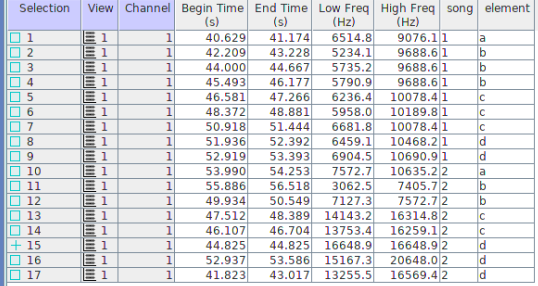 Selection View Channel Begin Time (s) End Time (s) Low Freq (Hz) High Freq (Hz) song element
1 1 1 40.629 41.174 6514.8 9076.1 1 a
2 1 1 42.209 43.228 5234.1 9688.6 1 b
3 1 1 44.000 44.667 5735.2 9688.6 1 b
4 1 1 45.493 46.177 5790.9 9688.6 1 b
5 1 1 46.581 47.266 6236.4 10078.4 1 c
6 1 1 48.372 48.881 5958.0 10189.8 1 c
7 1 1 50.918 51.444 6681.8 10078.4 1 c
8 1 1 51.936 52.392 6459.1 10468.2 1 d
9 1 1 52.919 53.393 6904.5 10690.9 1 d
10 1 1 53.990 54.253 7572.7 10635.2 2 a
11 1 1 55.886 56.518 3062.5 7405.7 2 b
12 1 1 49.934 50.549 7127.3 7572.7 2 b
13 1 1 47.512 48.389 14143.2 16314.8 2 c
14 1 1 46.107 46.704 13753.4 16259.1 2 c
15 1 1 44.825 44.825 16648.9 16648.9 2 d
16 1 1 52.937 53.586 15167.3 20648.0 2 d
17 1 1 41.823 43.017 13255.5 16569.4 2 d